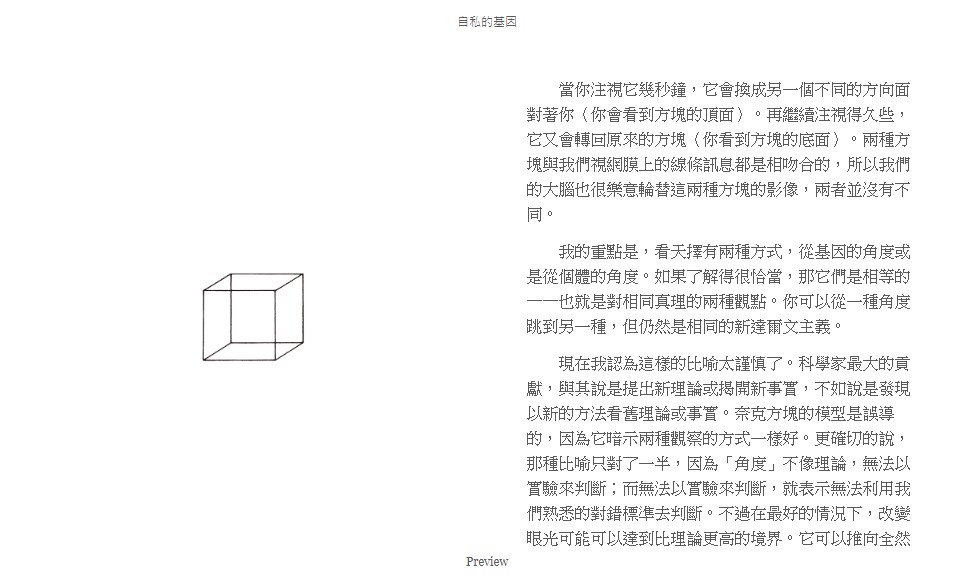 自私的基因
當你注視它幾秒鐘，它會換成另一個不同的方向面
對著你（你會看到方塊的頂面）。再繼續注視得久些，
它又會轉回原來的方塊（你看到方塊的底面）。兩種方
塊與我們視網膜上的線條訊息都是相吻合的，所以我們
的大腦也很樂意輪替這兩種方塊的影像，兩者並沒有不
同。
我的重點是，看天擇有兩種方式，從基因的角度或
是從個體的角度。如果了解得很恰當，那它們是相等的
——也就是對相同真理的兩種觀點。你可以從一種角度
跳到另一種，但仍然是相同的新達爾文主義。
現在我認為這樣的比喻太謹慎了。科學家最大的貢
獻，與其說是提出新理論或揭開新事實，不如說是發現
以新的方法看舊理論或事實。奈克方塊的模型是誤導
的，因為它暗示兩種觀察的方式一樣好。更確切的說，
那種比喻只對了一半，因為「角度」不像理論，無法以
實驗來判斷；而無法以實驗來判斷，就表示無法利用我
們熟悉的對錯標準去判斷。不過在最好的情況下，改變
眼光可能可以達到比理論更高的境界。它可以推向全然
Preview